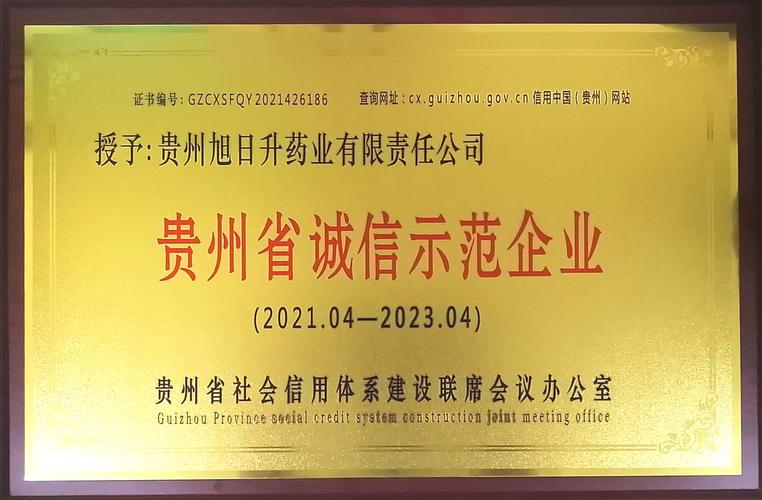 证书编号:GZCXSFQY2021426186 查询网址:cx.guizhou.gov.cn 信用中国(贵州)网站
授予:贵州旭日升药业有限责任公司
贵州省诚信示范企业
(2021.04—2023.04)
贵州省社会信用体系建设联席会议办公室
Guizhou Province social credit system construction joint meeting office